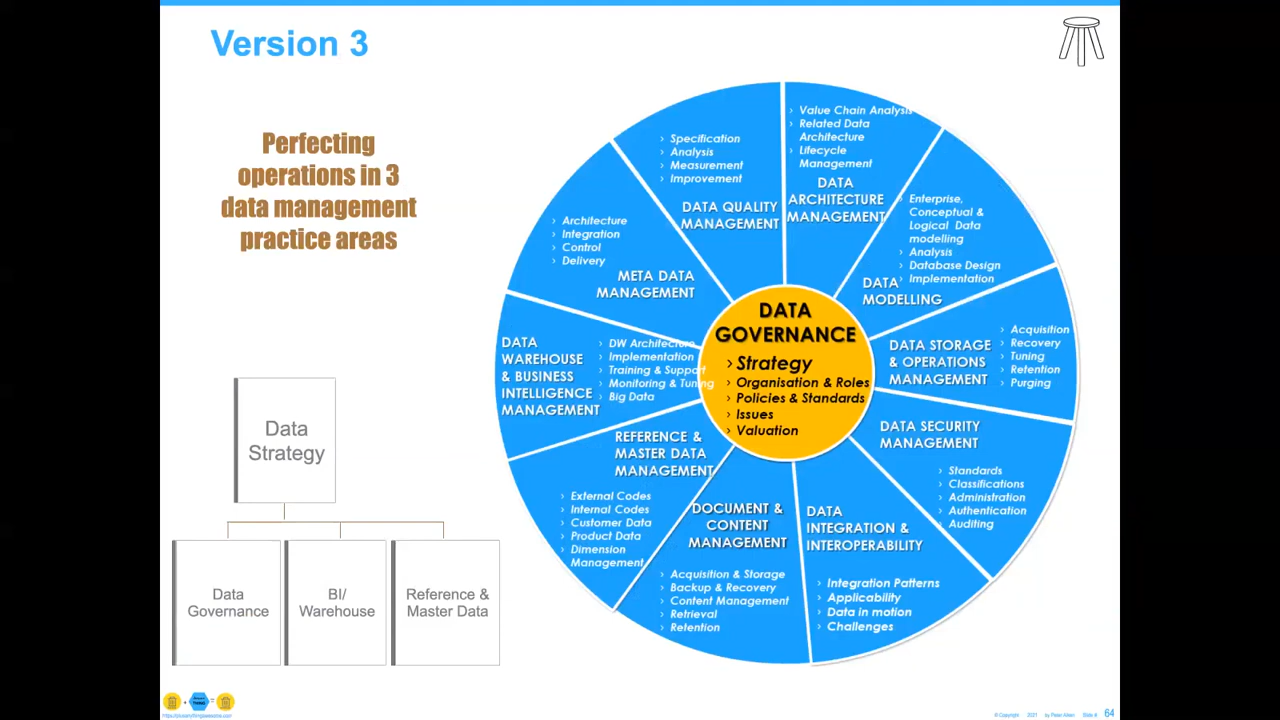 Version 3
Perfecting
operations in 3
data management
practice areas
Data
Strategy
Data
Governance
BI/
Warehouse
Reference &
Master Data
› Value Chain Analysis
› Related Data
Architecture
› Lifecycle
Management
DATA
ARCHITECTURE
MANAGEMENT
› Enterprise,
Conceptual &
Logical Data
modelling
› Analysis
› Database Design
› Implementation
DATA
MODELLING
DATA STORAGE
& OPERATIONS
MANAGEMENT
› Acquisition
› Recovery
› Tuning
› Retention
› Purging
DATA SECURITY
MANAGEMENT
› Standards
› Classifications
› Administration
› Authentication
› Auditing
DATA
INTEGRATION &
INTEROPERABILITY
› Integration Patterns
› Applicability
› Data in motion
› Challenges
DOCUMENT &
CONTENT
MANAGEMENT
› Acquisition & Storage
› Backup & Recovery
› Content Management
› Retrieval
› Retention
REFERENCE &
MASTER DATA
MANAGEMENT
› External Codes
› Internal Codes
› Customer Data
› Product Data
› Dimension
Management
DATA
WAREHOUSE
& BUSINESS
INTELLIGENCE
MANAGEMENT
› DW Architecture
› Implementation
› Training & Support
› Monitoring & Tuning
› Big Data
› Architecture
› Integration
› Control
› Delivery
META DATA
MANAGEMENT
› Specification
› Analysis
› Measurement
› Improvement
DATA QUALITY
MANAGEMENT
DATA
GOVERNANCE
› Strategy
› Organisation & Roles
› Policies & Standards
› Issues
› Valuation
© Copyright 2021 by Peter Aiken Slide # 64